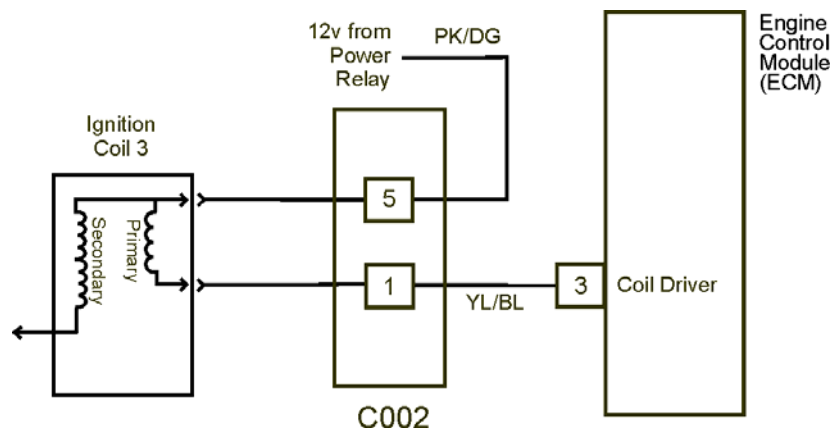 12v from
Power
Relay
PK/DG
Engine
Control
Module
(ECM)
Ignition
Coil 3
Secondary
Primary
5
1
YL/BL
3
Coil Driver
C002